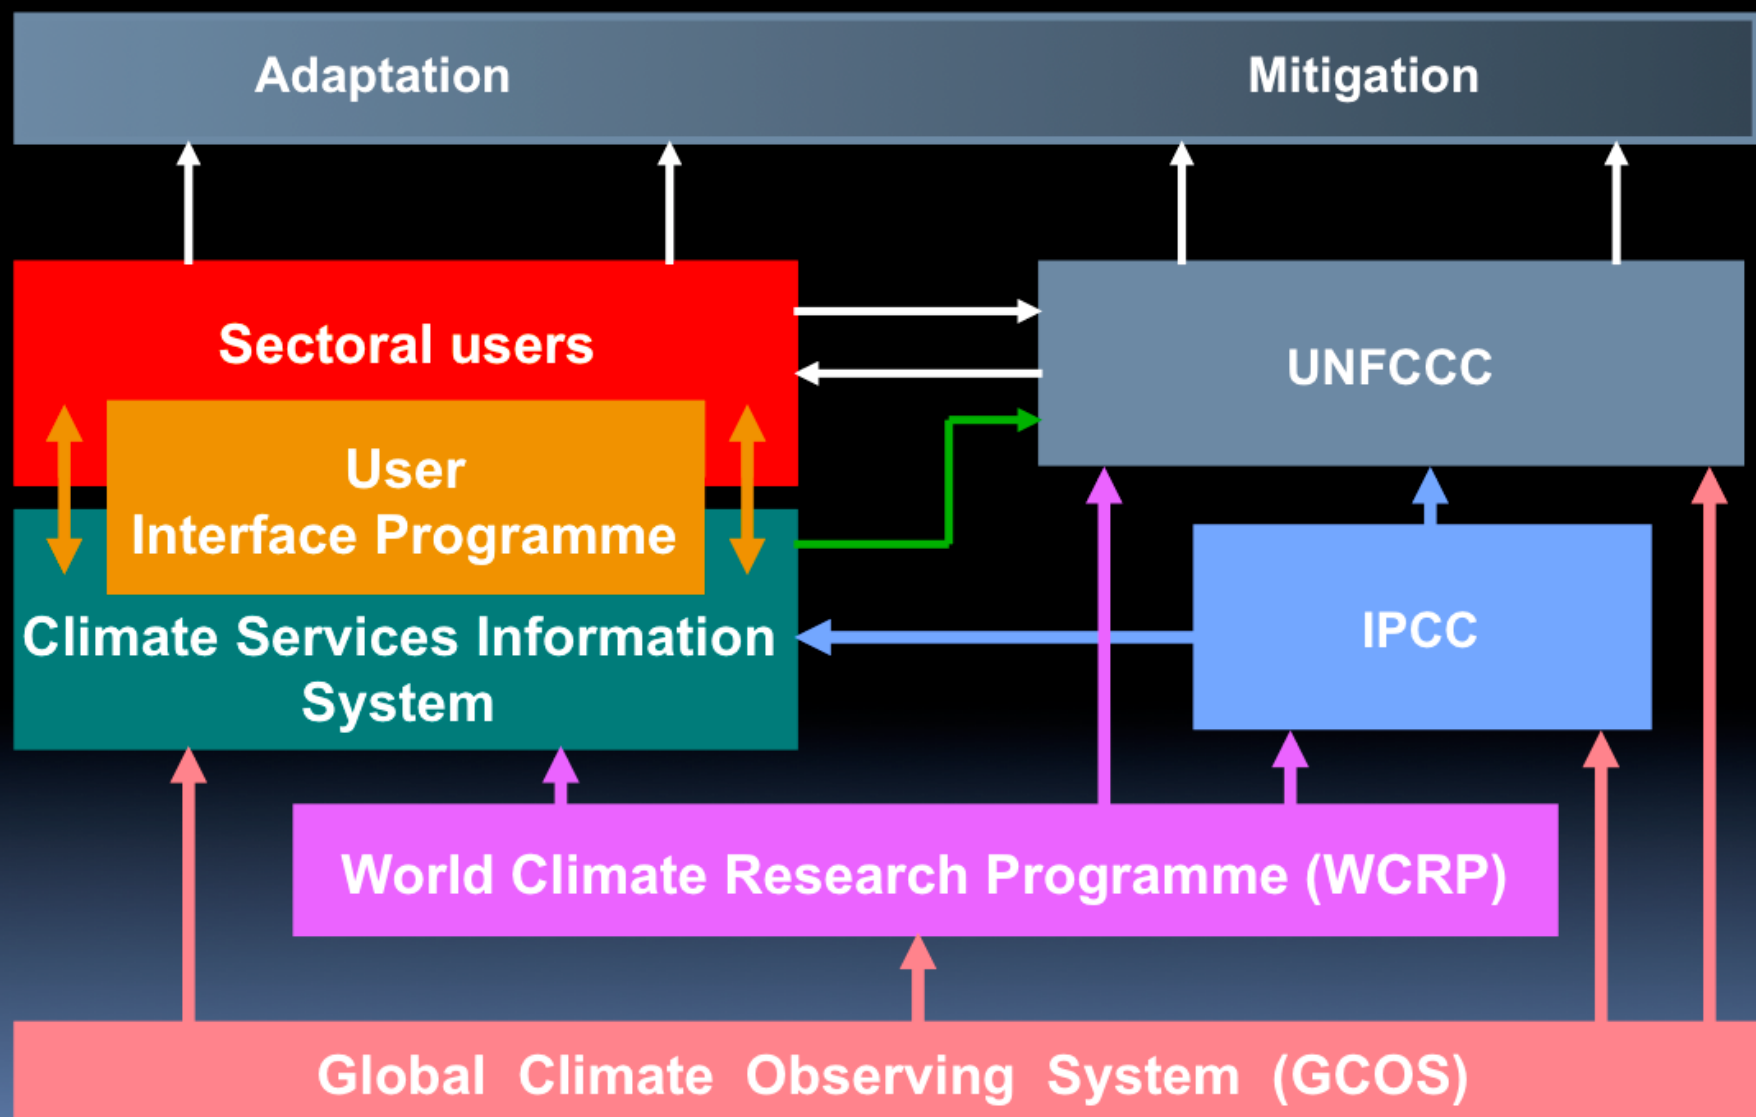 Adaptation
Mitigation
Sectoral users
UNFCCC
User
Interface Programme
Climate Services Information
System
IPCC
World Climate Research Programme (WCRP)
Global Climate Observing System (GCOS)